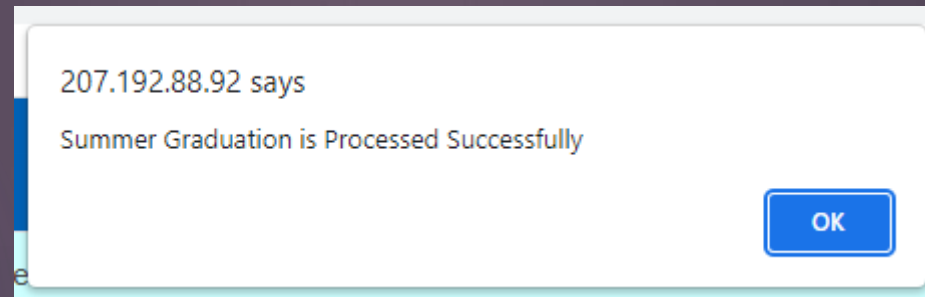 207.192.88.92 says
Summer Graduation is Processed Successfully
OK
e